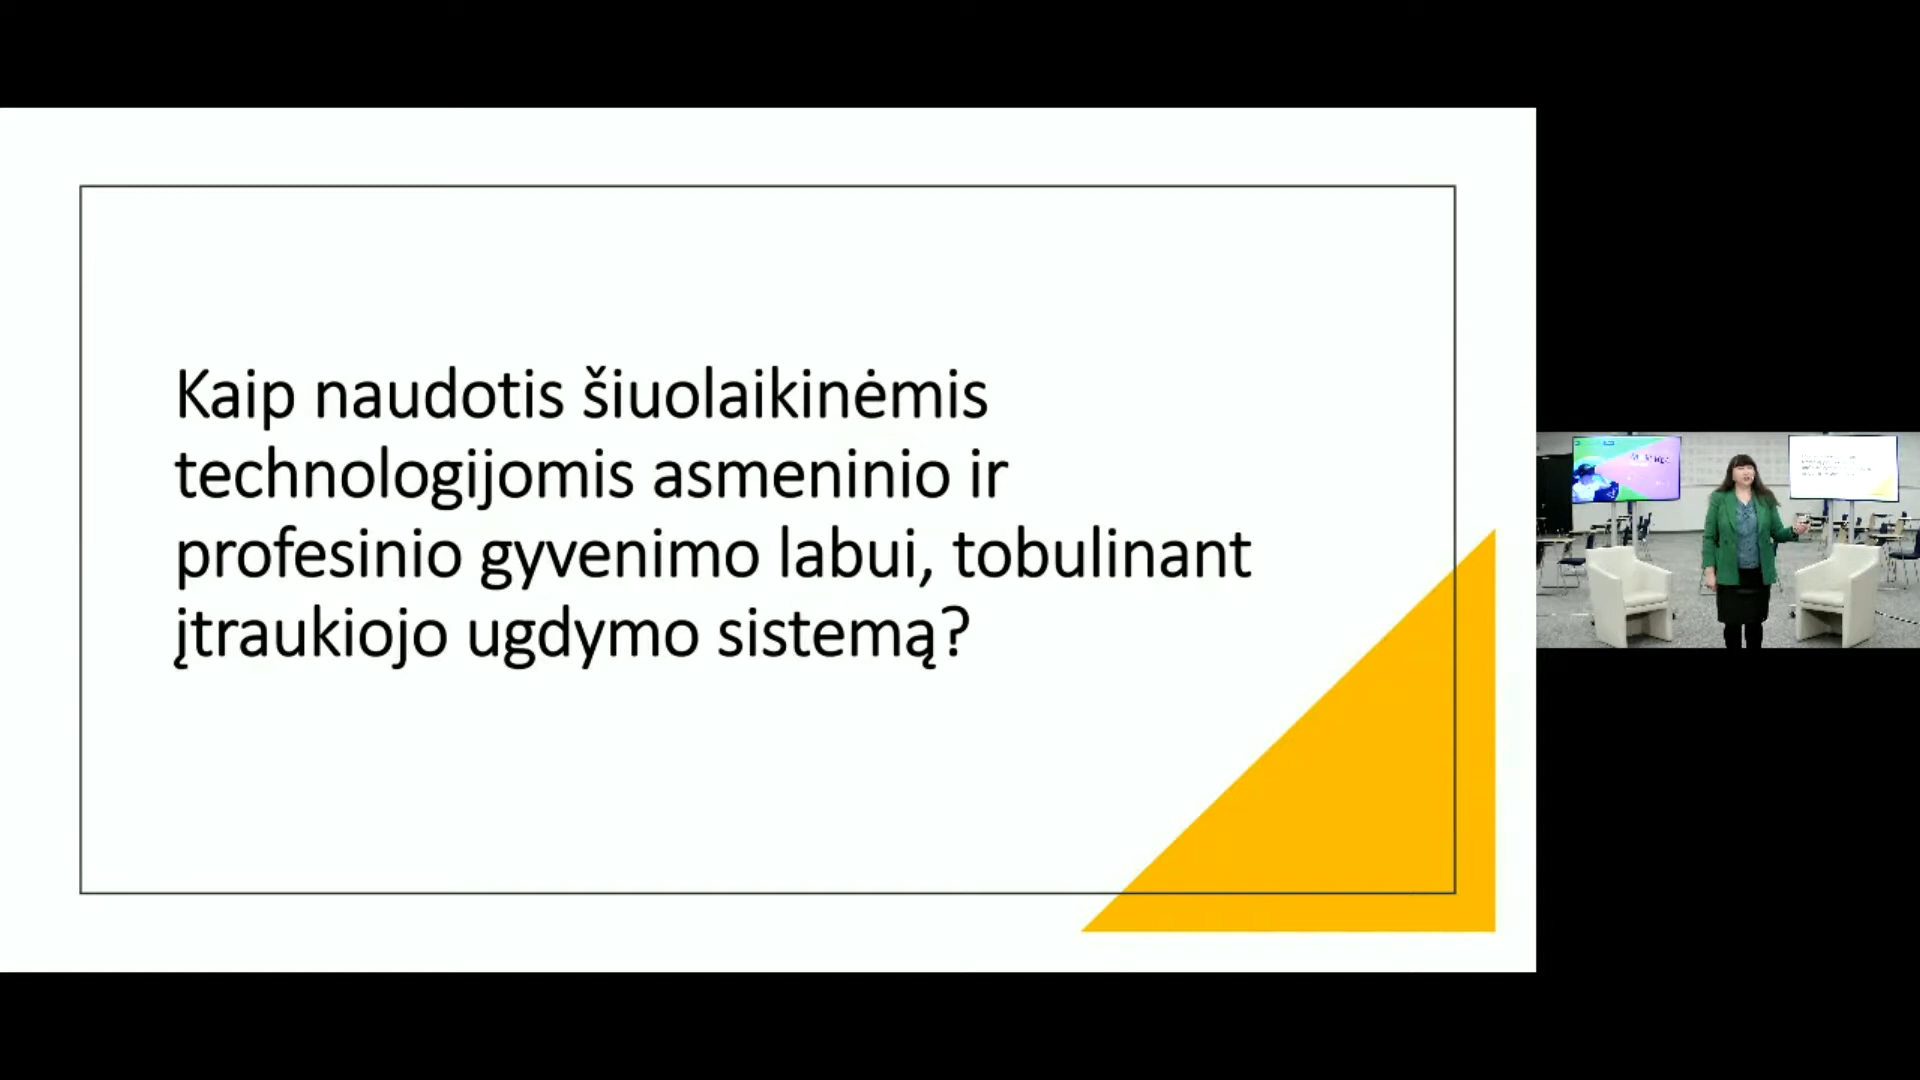 Kaip naudotis šiuolaikinėmis
technologijomis asmeninio ir
profesinio gyvenimo labui, tobulinant
įtraukiojo ugdymo sistemą?